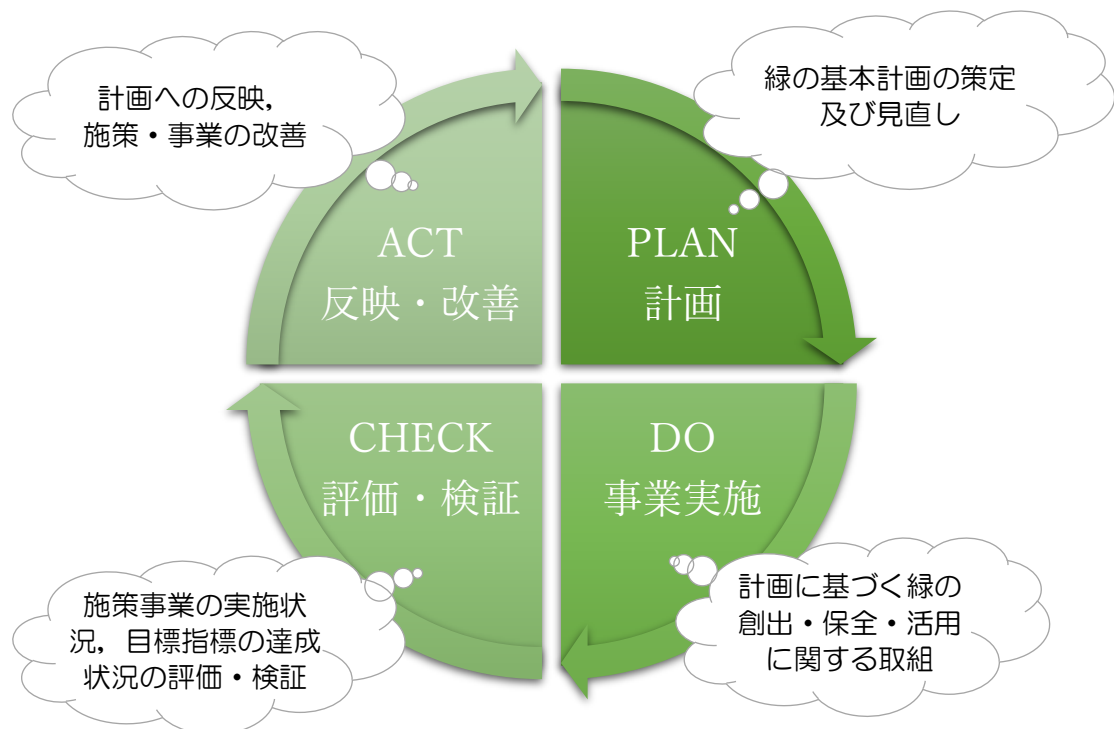 計画への反映，
施策・事業の改善
緑の基本計画の策定
及び見直し
ACT
反映・改善
PLAN
計画
CHECK
評価・検証
DO
事業実施
施策事業の実施状
況，目標指標の達成
状況の評価・検証
計画に基づく緑の
創出・保全・活用
に関する取組